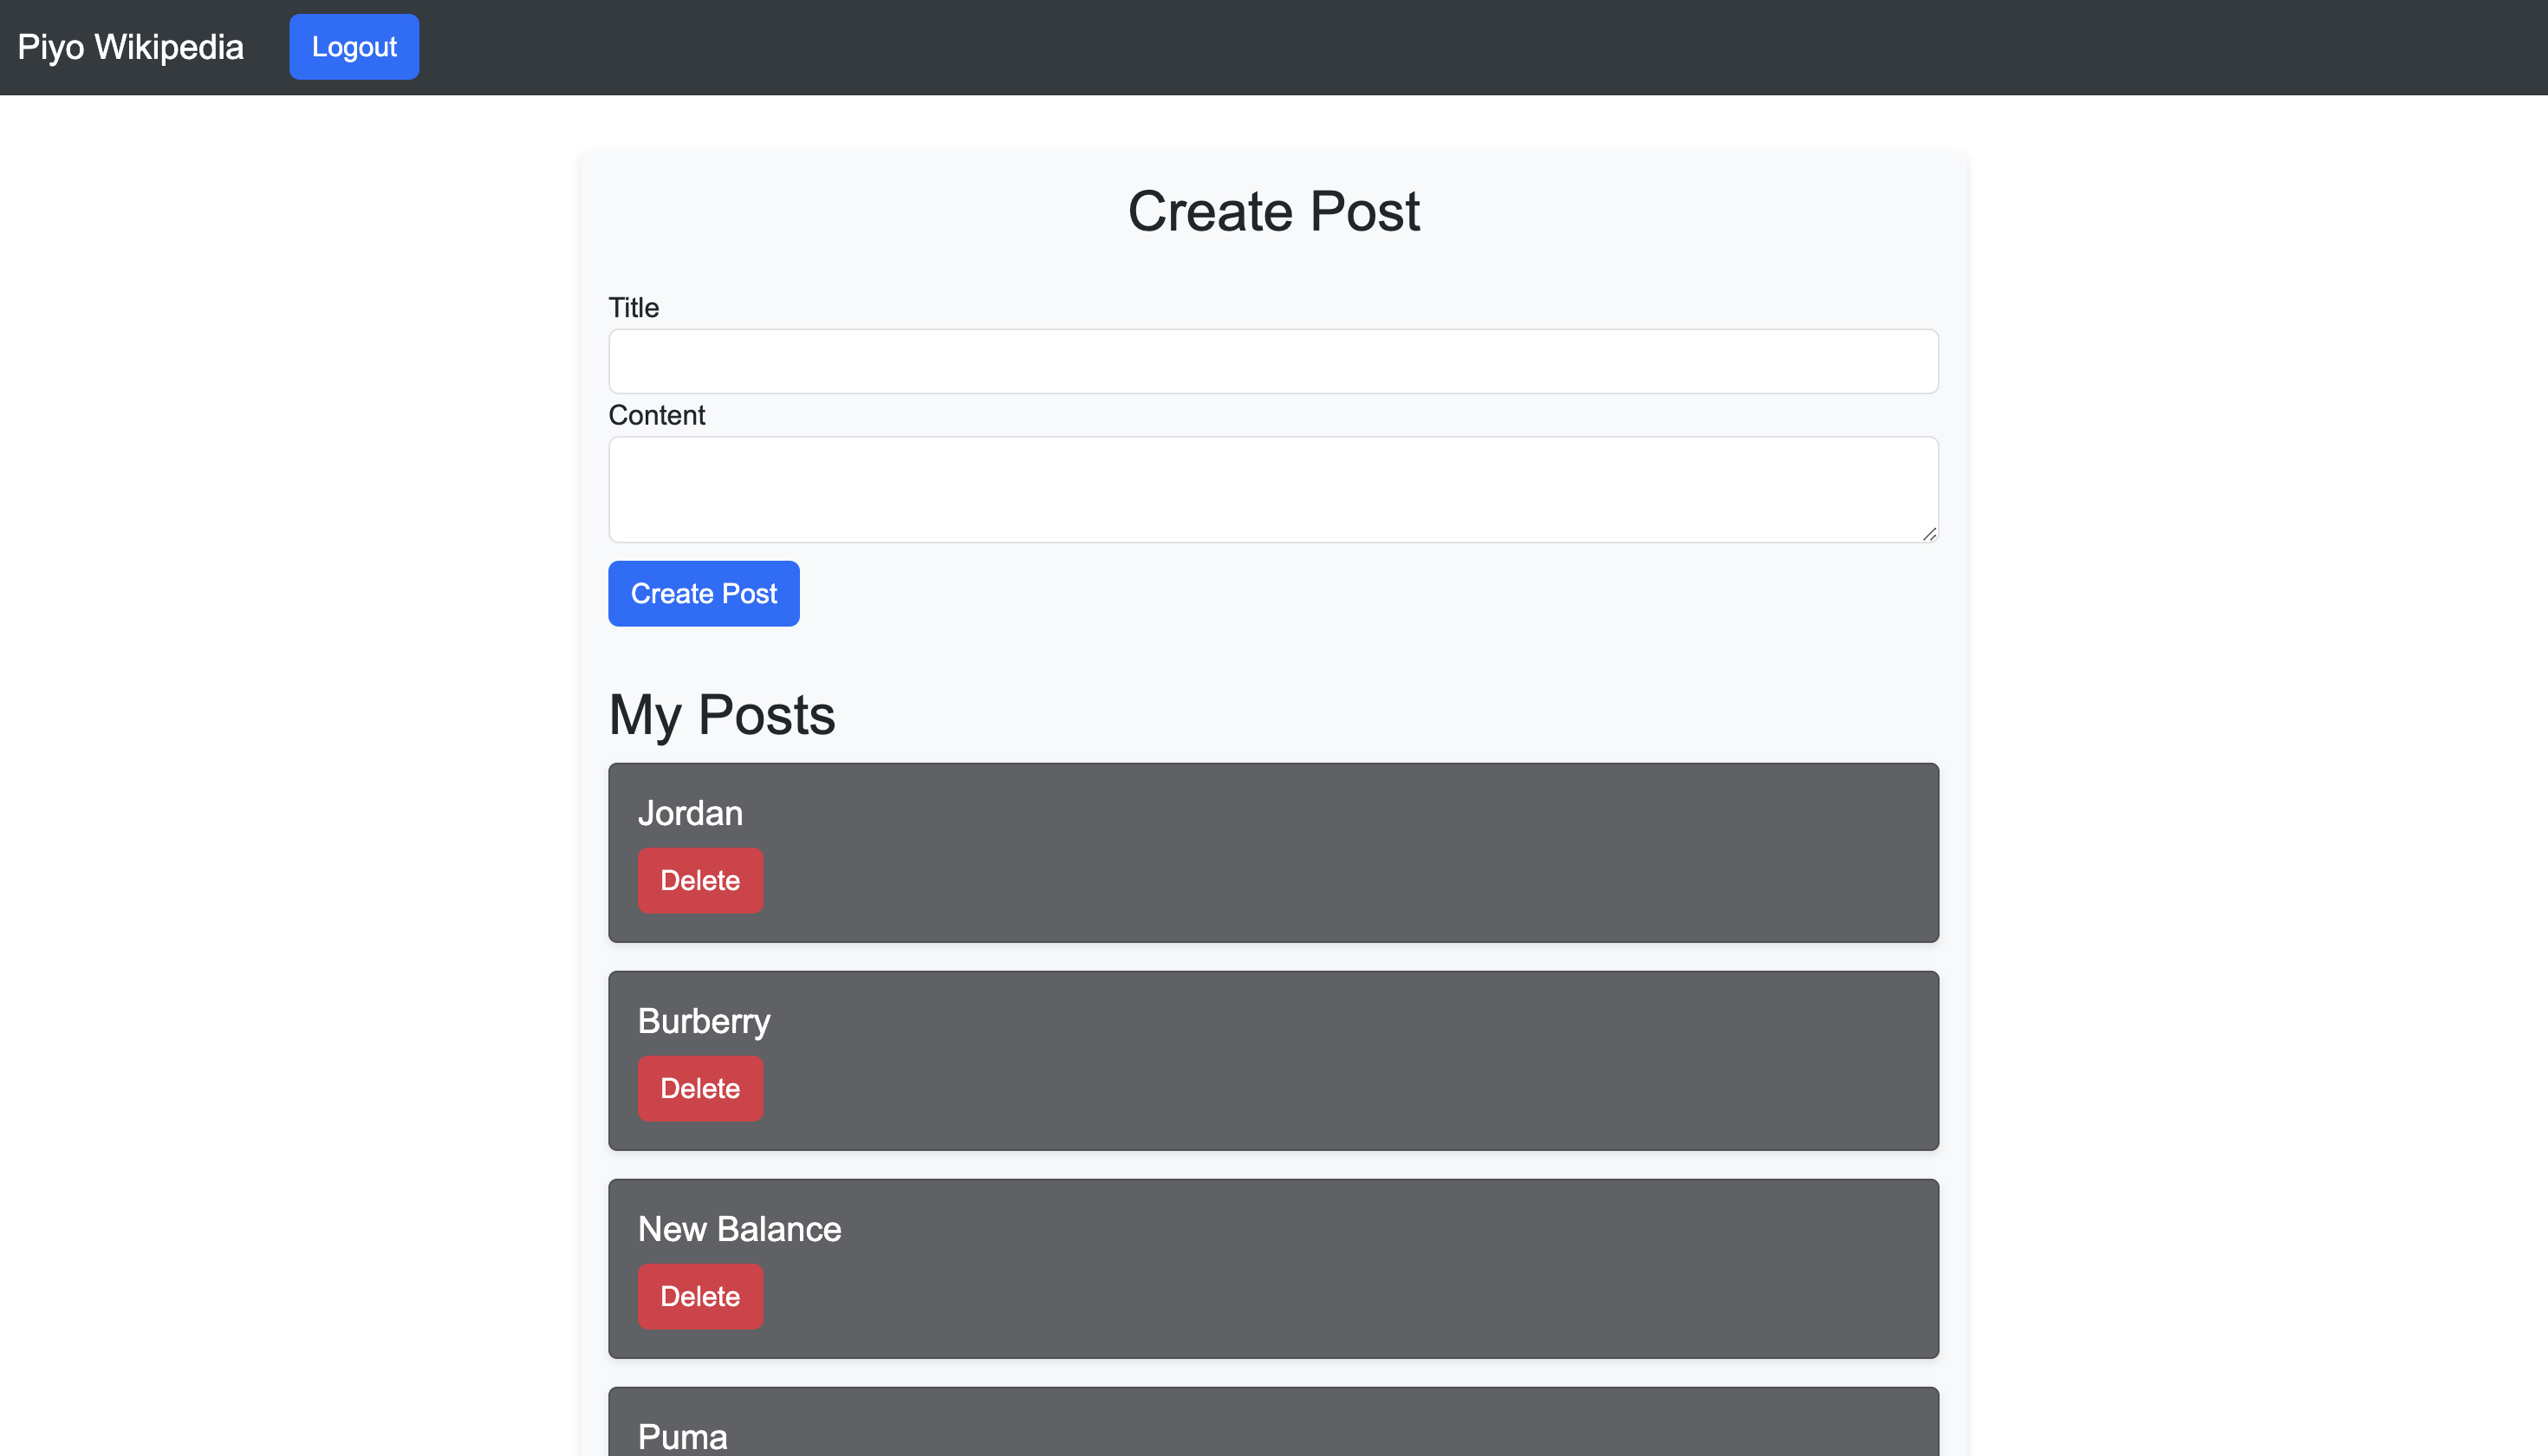 Piyo Wikipedia Logout
Create Post
Title
Content
Create Post
My Posts
Jordan
Delete
Burberry
Delete
New Balance
Delete
Puma